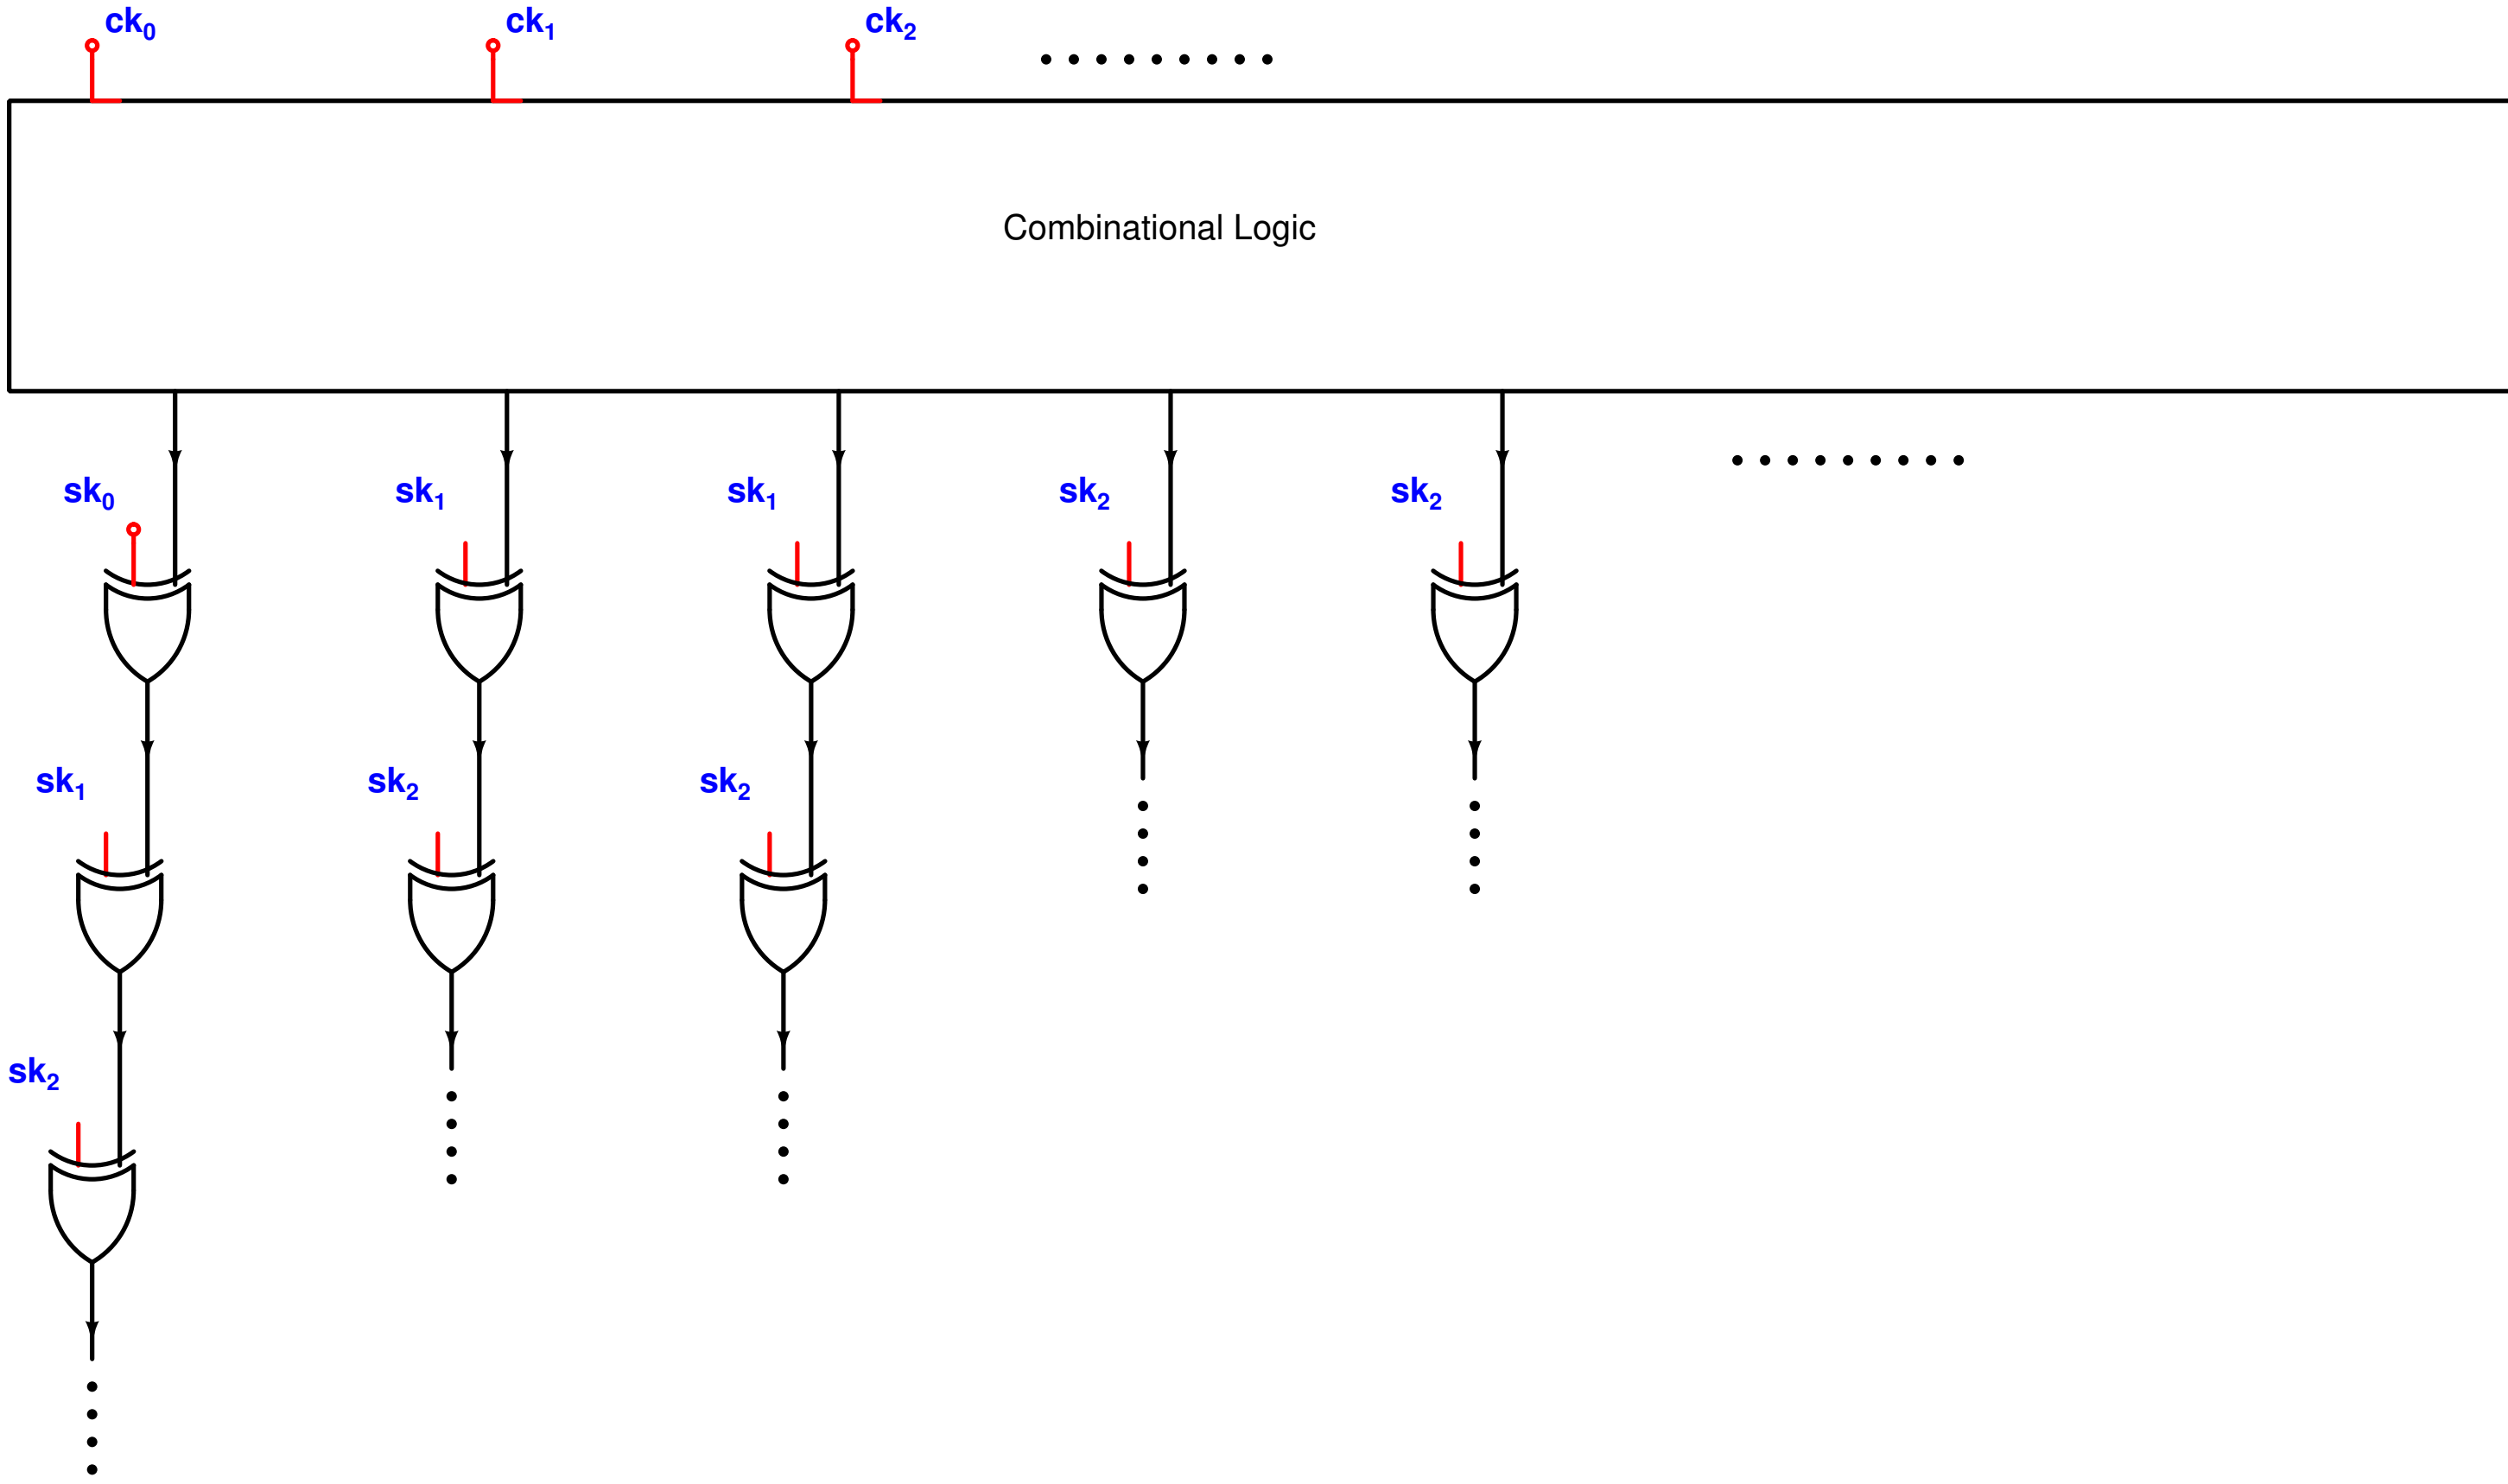 ck₀ ck₁ ck₂
Combinational Logic
sk₀ sk₁ sk₁ sk₂ sk₂
sk₁ sk₂ sk₂
sk₂